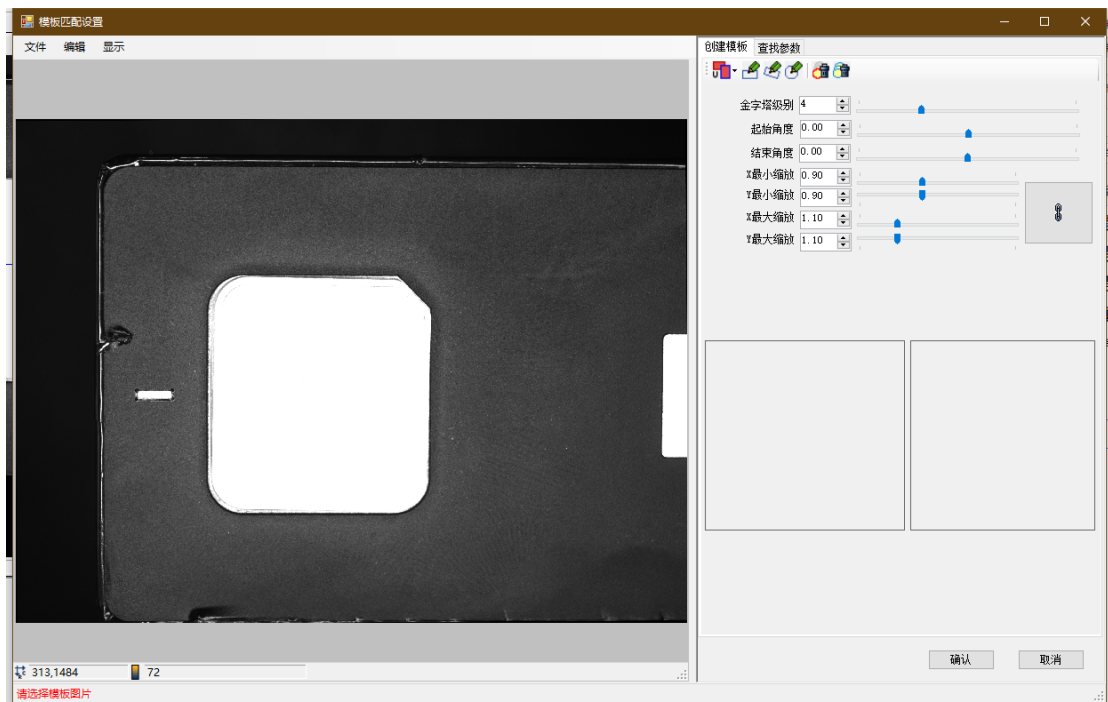 模板匹配设置
文件 编辑 显示
创建模板 查找参数
金字塔级别 4
起始角度 0.00
结束角度 0.00
X最小缩放 0.90
Y最小缩放 0.90
X最大缩放 1.10
Y最大缩放 1.10
确认 取消
313,1484 72
请选择模板图片